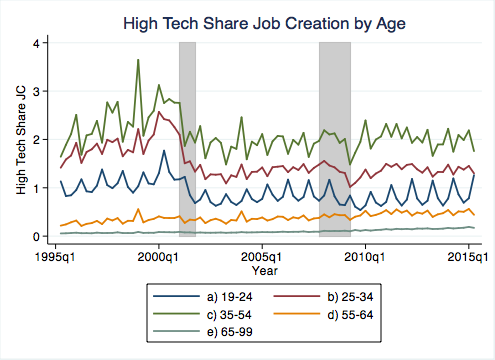 High Tech Share Job Creation by Age
High Tech Share JC
4
3
2
1
0
1995q1 2000q1 2005q1 2010q1 2015q1
Year
a) 19-24 b) 25-34
c) 35-54 d) 55-64
e) 65-99